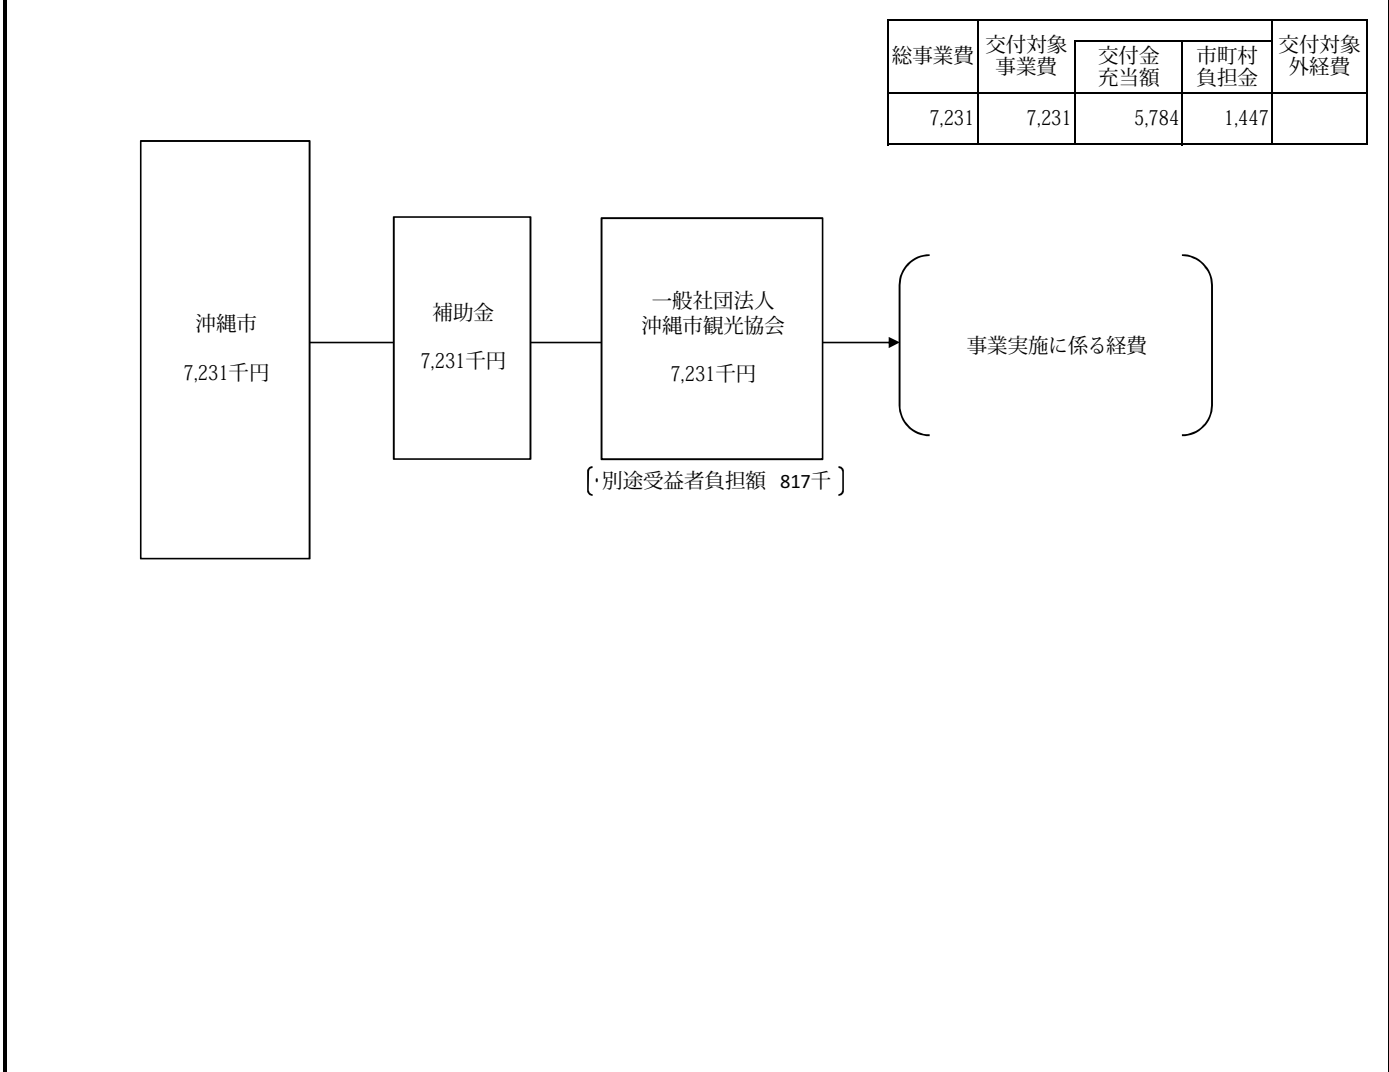 総事業費 交付対象 交付対象
事業費 交付金 市町村 外経費
充当額 負担金
7,231 7,231 5,784 1,447
沖縄市
7,231千円
補助金
7,231千円
一般社団法人
沖縄市観光協会
7,231千円
事業実施に係る経費
・別途受益者負担額 817千